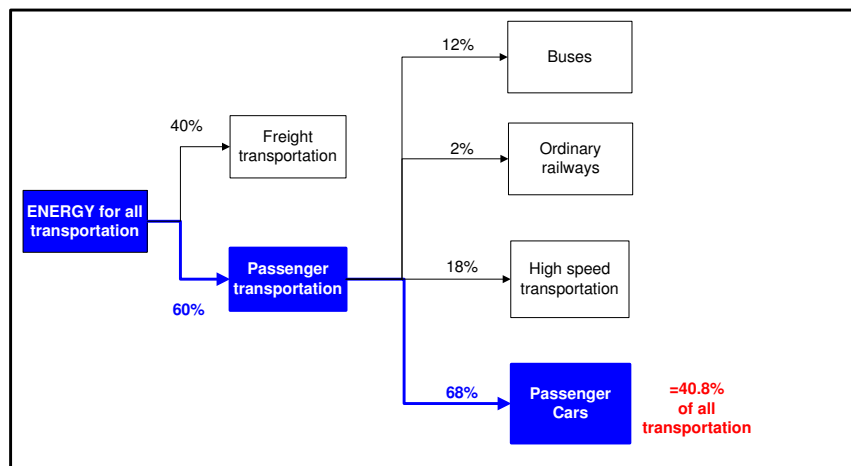 12%
Buses
40%
Freight
transportation
2%
Ordinary
railways
ENERGY for all
transportation
Passenger
transportation
60%
18%
High speed
transportation
68%
Passenger
Cars
=40.8%
of all
transportation